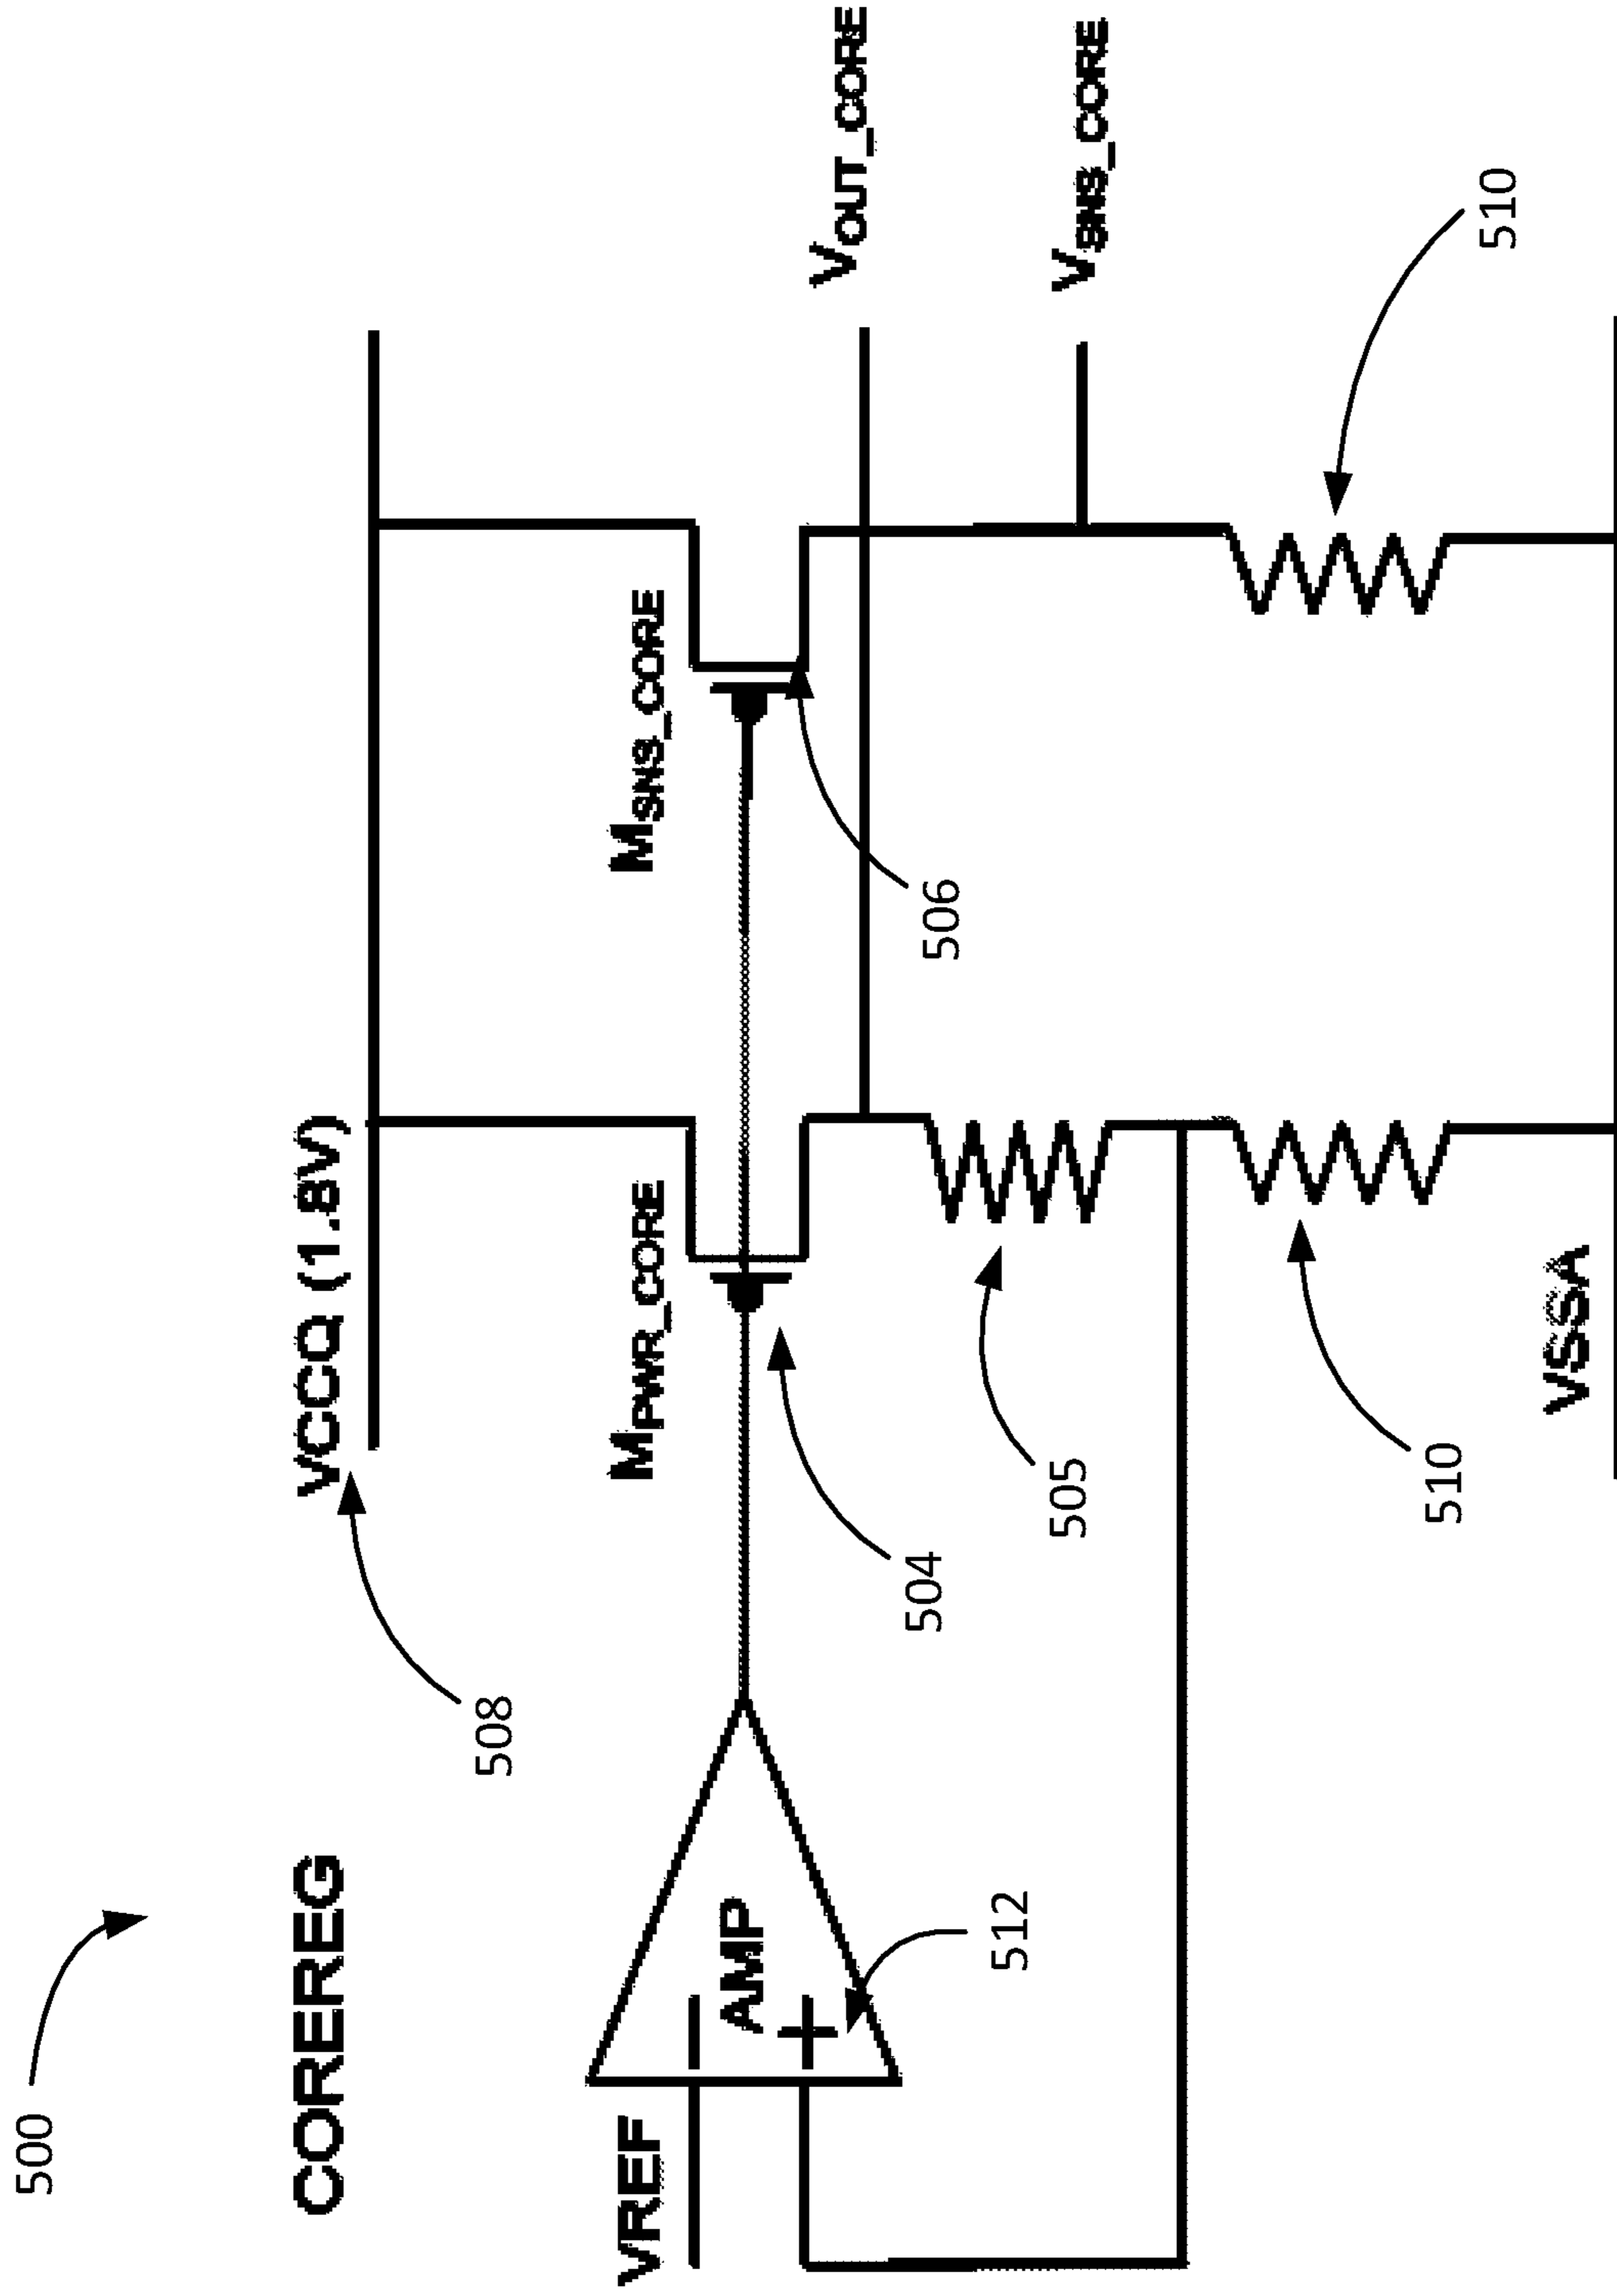 500
COREREG
508
VCCQ (1.8V)
MPWR_CORE
MSNS_CORE
VREF
AMP
512
504
506
VOUT_CORE
505
VSNS_CORE
510
510
VSSA